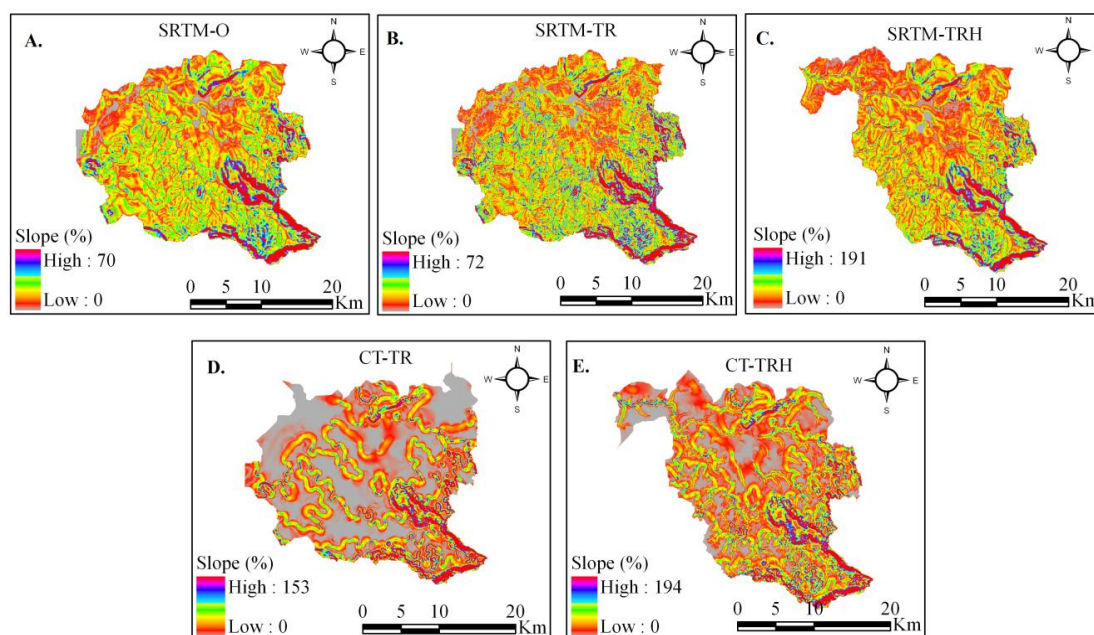 A.
SRTM-O
N
W
E
S
Slope (%)
High : 70
Low : 0
0 5 10 20
Km
B.
SRTM-TR
N
W
E
S
Slope (%)
High : 72
Low : 0
0 5 10 20
Km
C.
SRTM-TRH
N
W
E
S
Slope (%)
High : 191
Low : 0
0 5 10 20
Km
D.
CT-TR
N
W
E
S
Slope (%)
High : 153
Low : 0
0 5 10 20
Km
E.
CT-TRH
N
W
E
S
Slope (%)
High : 194
Low : 0
0 5 10 20
Km